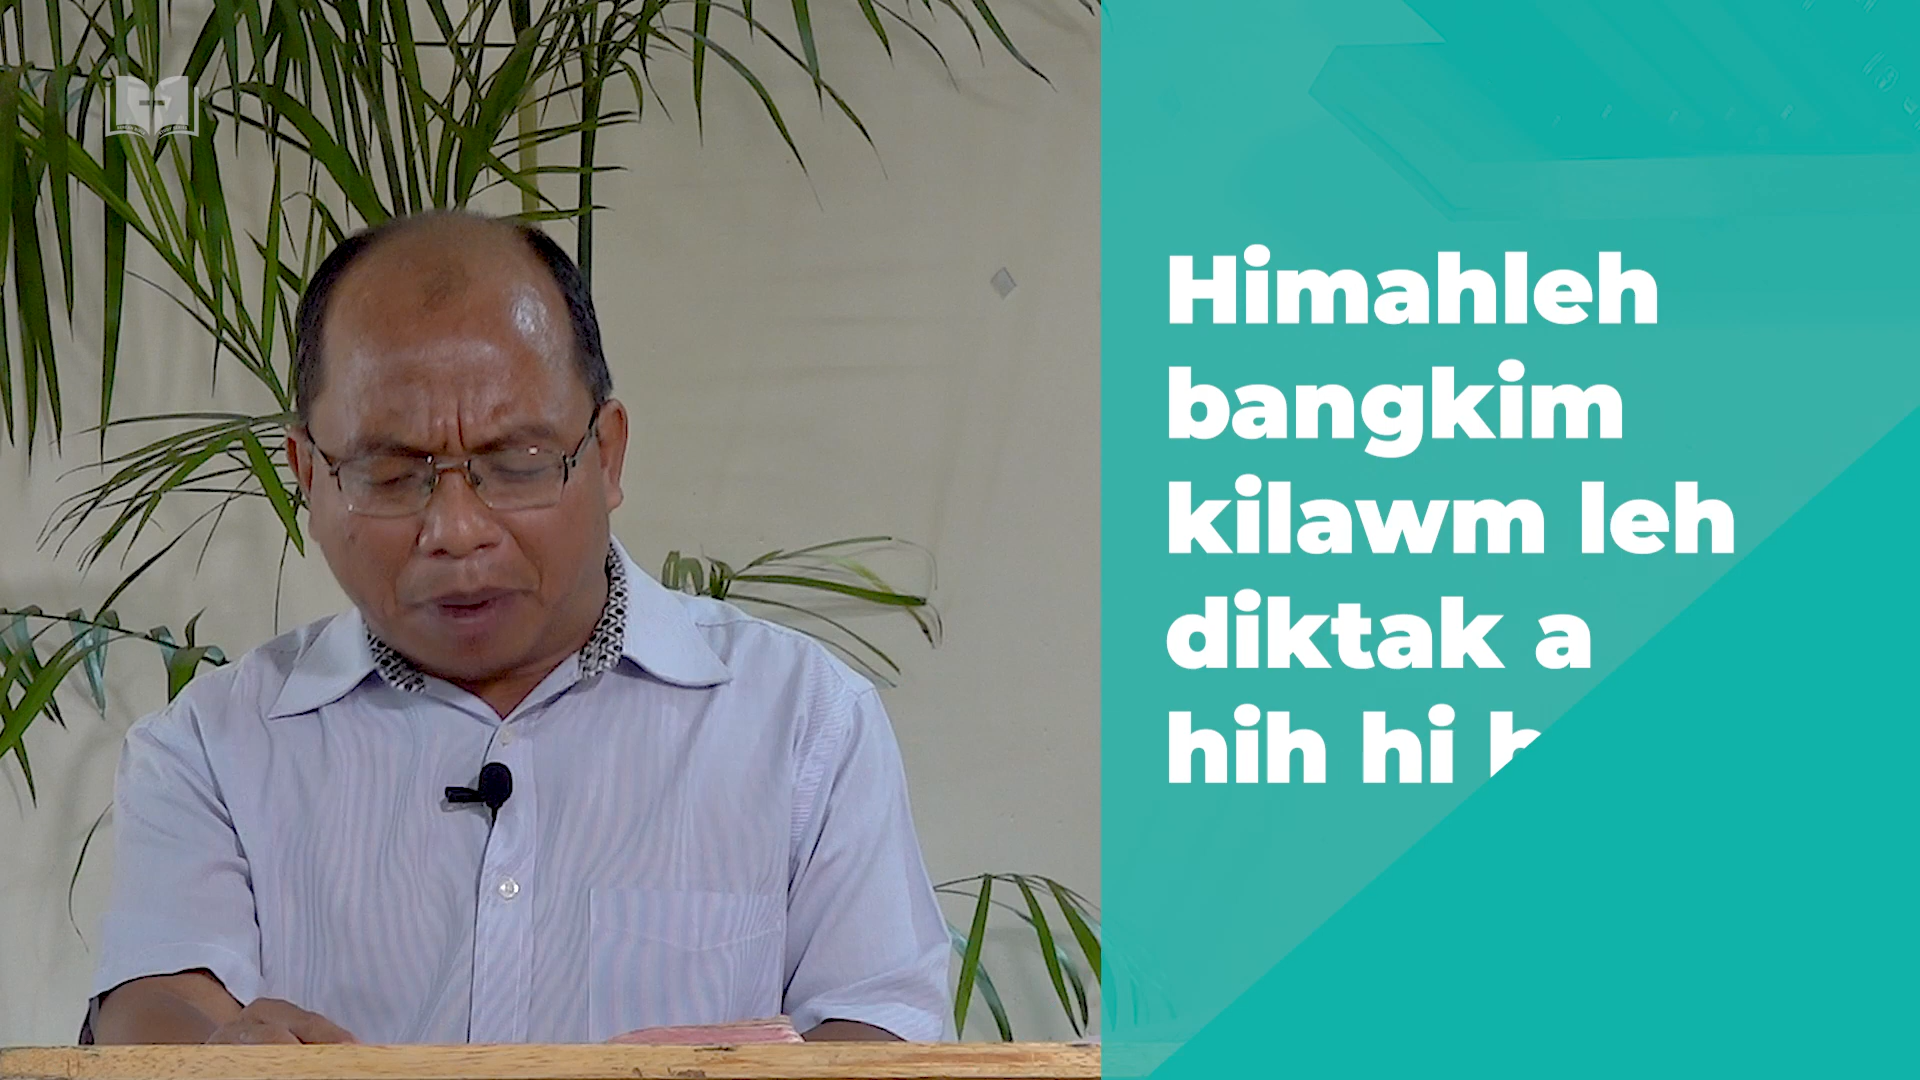 Himahleh
bangkim
kilawm leh
diktak a
hih hi